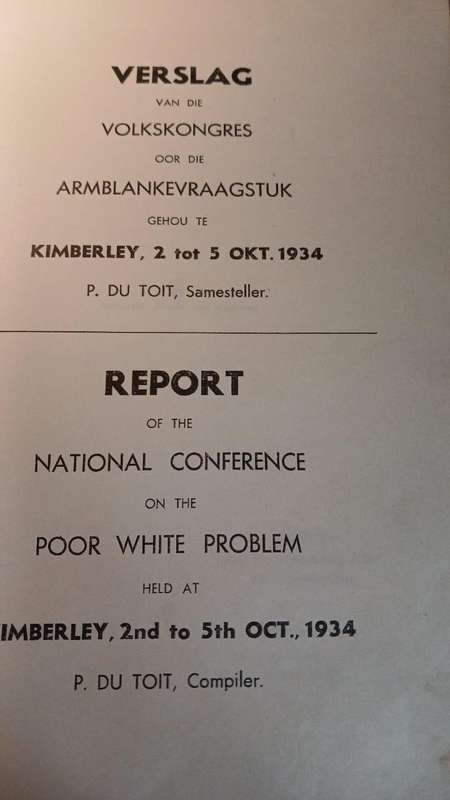 VERSLAG
VAN DIE
VOLKSKONGRES
OOR DIE
ARMBLANKEVRAAGSTUK
GEHOU TE
KIMBERLEY, 2 tot 5 OKT. 1934
P. DU TOIT, Samesteller.
REPORT
OF THE
NATIONAL CONFERENCE
ON THE
POOR WHITE PROBLEM
HELD AT
IMBERLEY, 2nd to 5th OCT., 1934
P. DU TOIT, Compiler.